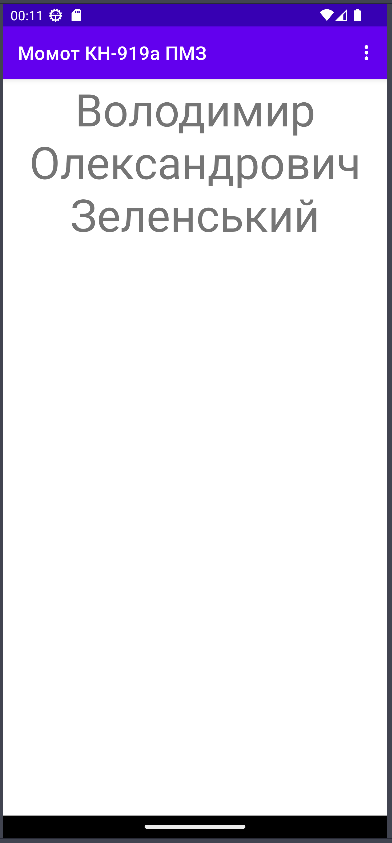 00:11
Момот КН-919а ПМЗ
Володимир
Олександрович
Зеленський